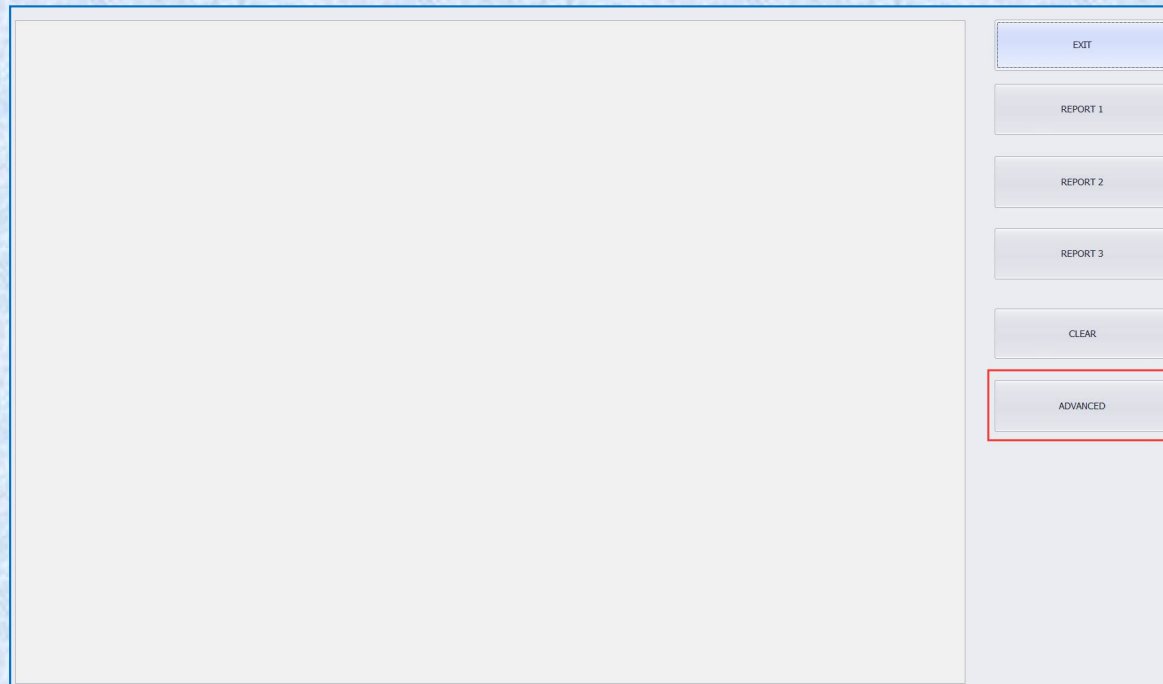 EXIT
REPORT 1
REPORT 2
REPORT 3
CLEAR
ADVANCED